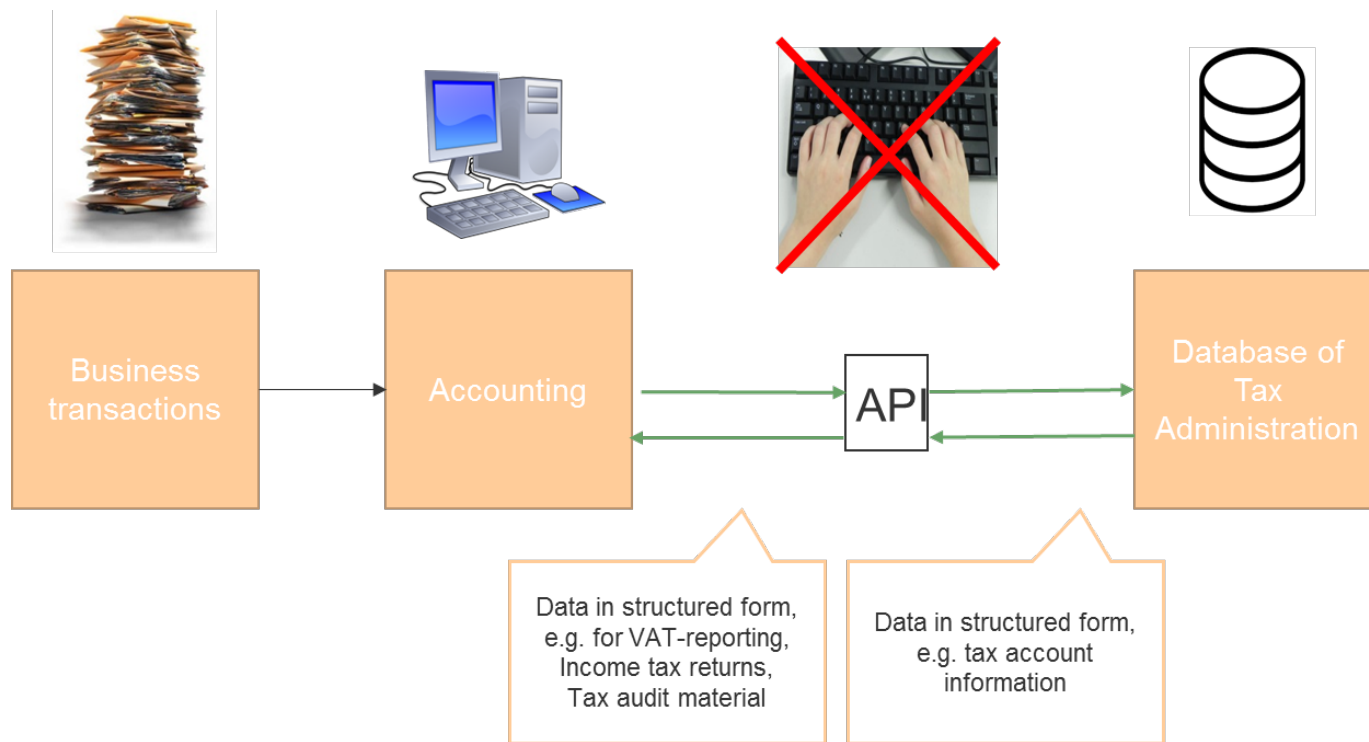 Business
transactions
Accounting
API
Database of
Tax
Administration
Data in structured form,
e.g. for VAT-reporting,
Income tax returns,
Tax audit material
Data in structured form,
e.g. tax account
information